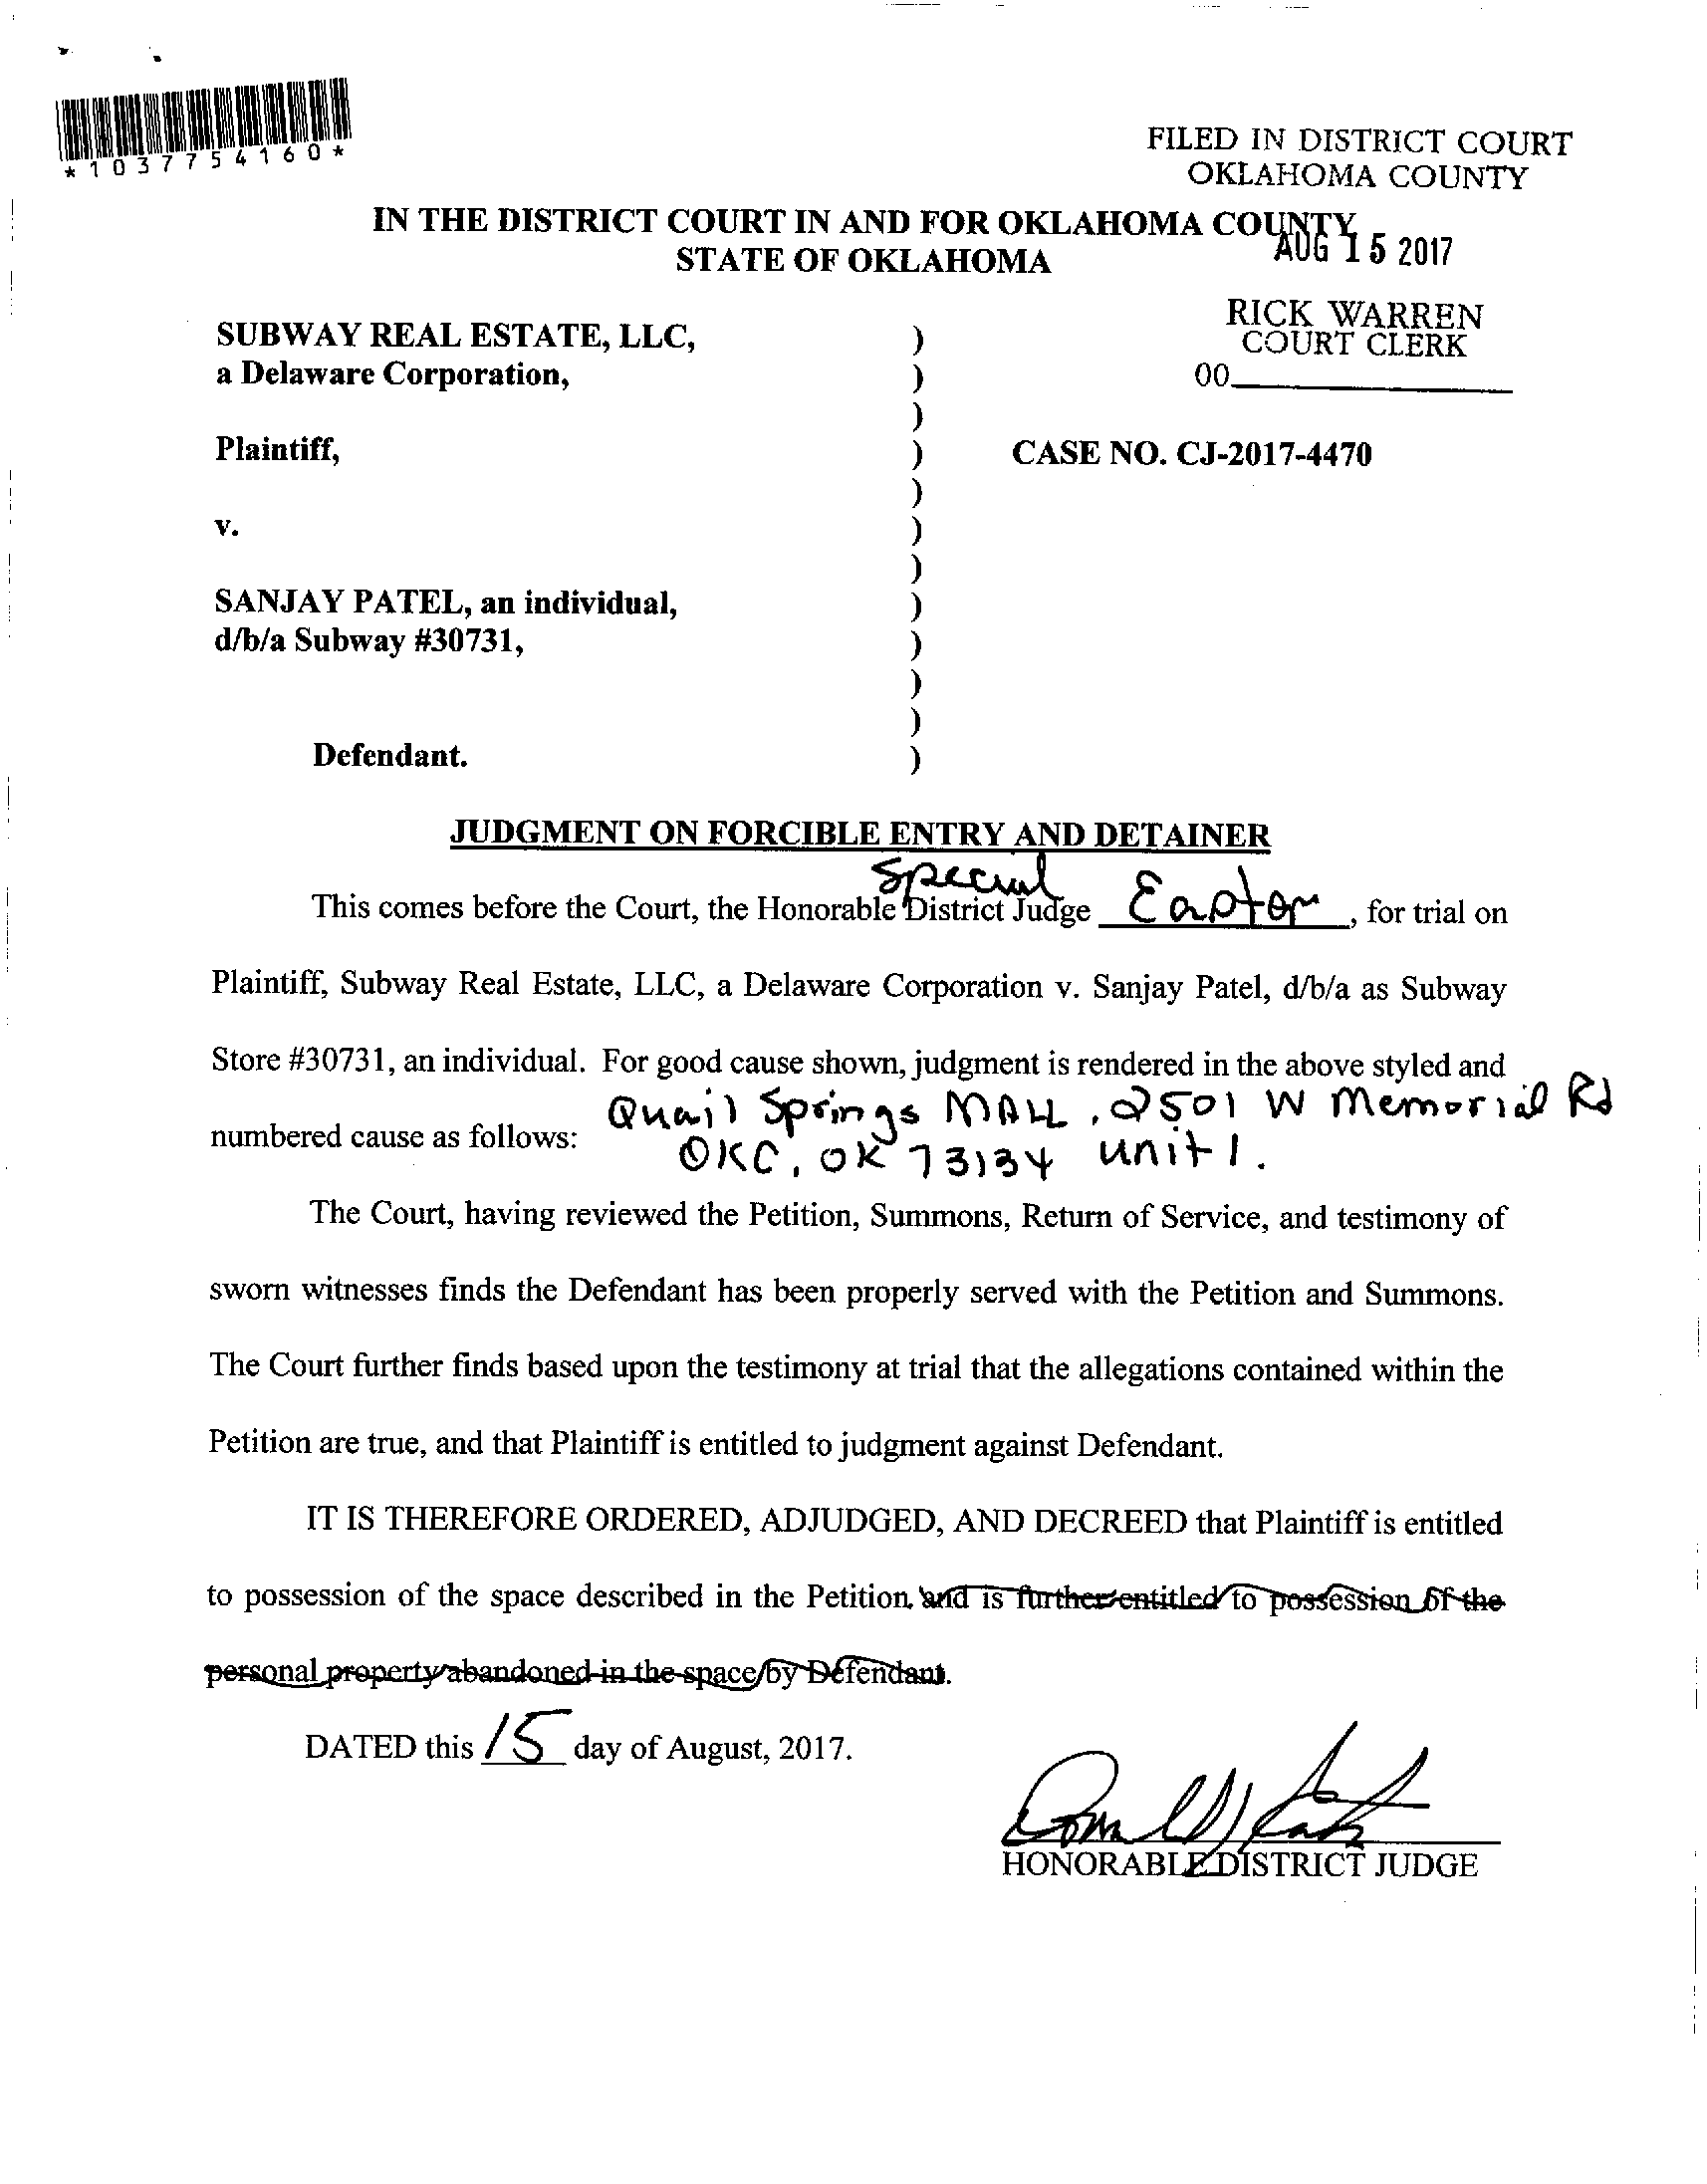 *1037754160*
FILED IN DISTRICT COURT
OKLAHOMA COUNTY
IN THE DISTRICT COURT IN AND FOR OKLAHOMA COUNTY
STATE OF OKLAHOMA
AUG 15 2017
RICK WARREN
COURT CLERK
00
SUBWAY REAL ESTATE, LLC, )
a Delaware Corporation, )
)
Plaintiff, ) CASE NO. CJ-2017-4470
)
v. )
)
SANJAY PATEL, an individual, )
d/b/a Subway #30731, )
)
)
Defendant. )
JUDGMENT ON FORCIBLE ENTRY AND DETAINER
Special
This comes before the Court, the Honorable District Judge Easter, for trial on
Plaintiff, Subway Real Estate, LLC, a Delaware Corporation v. Sanjay Patel, d/b/a as Subway
Store #30731, an individual. For good cause shown, judgment is rendered in the above styled and
numbered cause as follows: Quail Springs MALL, 2501 W Memorial Rd
OKC, OK 73134 Unit 1.
The Court, having reviewed the Petition, Summons, Return of Service, and testimony of
sworn witnesses finds the Defendant has been properly served with the Petition and Summons.
The Court further finds based upon the testimony at trial that the allegations contained within the
Petition are true, and that Plaintiff is entitled to judgment against Defendant.
IT IS THEREFORE ORDERED, ADJUDGED, AND DECREED that Plaintiff is entitled
to possession of the space described in the Petition and is further entitled to possession of the
personal property abandoned in the space by Defendant.
DATED this 15 day of August, 2017.
HONORABLE DISTRICT JUDGE